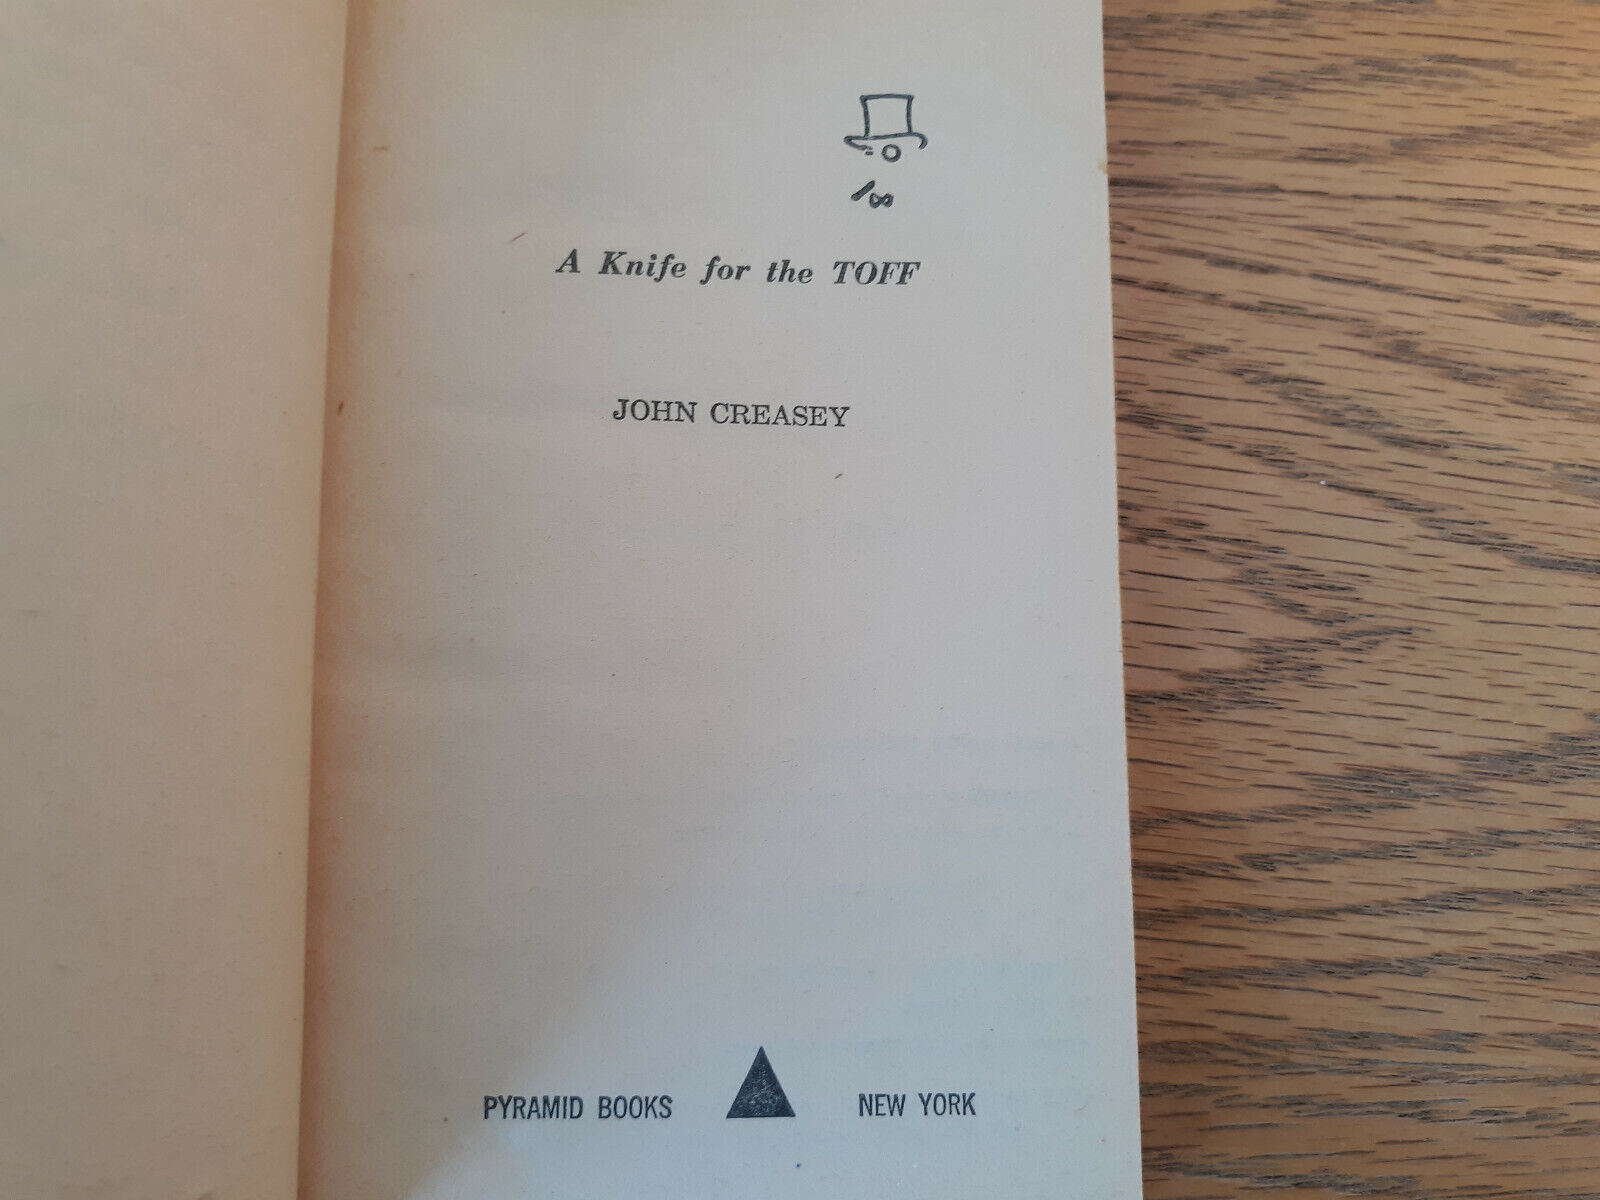 A Knife for the TOFF
JOHN CREASEY
PYRAMID BOOKS NEW YORK